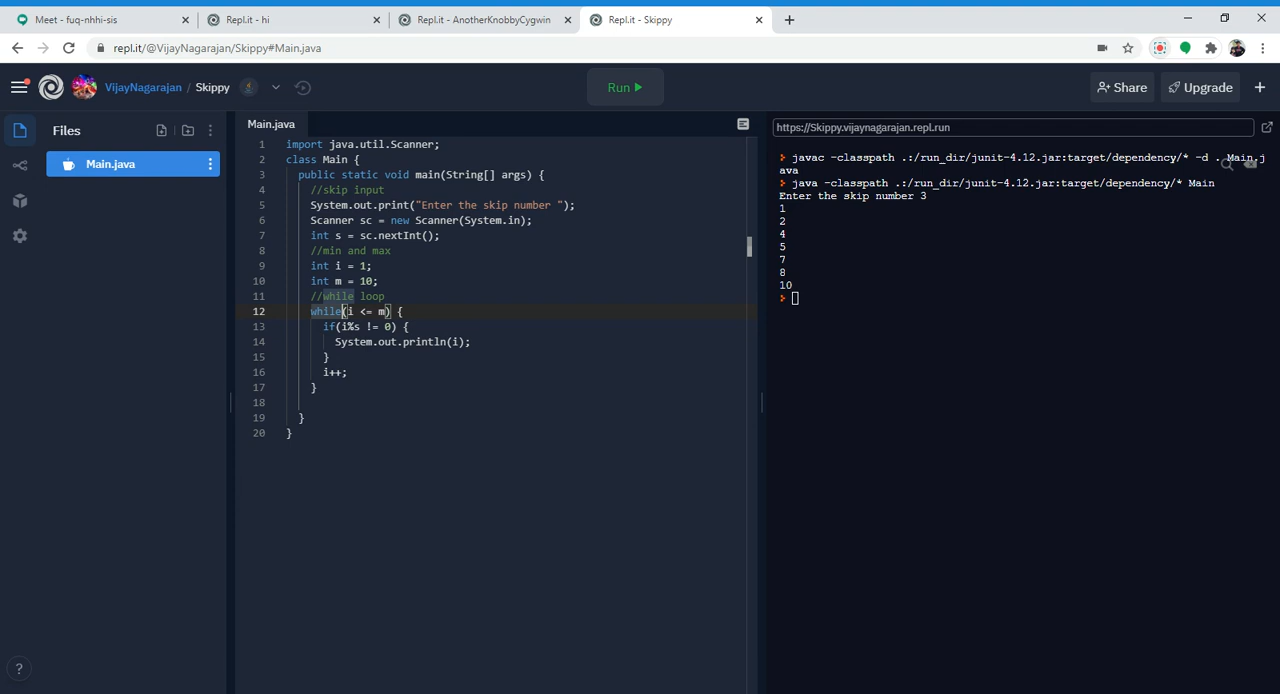 Meet - fuq-nhhi-sis
Repl.it - hi
Repl.it - AnotherKnobbyCygwin
Repl.it - Skippy
repl.it/@VijayNagarajan/Skippy#Main.java
VijayNagarajan / Skippy
Run
Share
Upgrade
Files
Main.java
Main.java
1 import java.util.Scanner;
2 class Main {
3 public static void main(String[] args) {
4 //skip input
5 System.out.print("Enter the skip number ");
6 Scanner sc = new Scanner(System.in);
7 int s = sc.nextInt();
8 //min and max
9 int i = 1;
10 int m = 10;
11 //while loop
12 while(i <= m) {
13 if(i%s != 0) {
14 System.out.println(i);
15 }
16 i++;
17 }
18
19 }
20 }
https://Skippy.vijaynagarajan.repl.run
javac -classpath .:/run_dir/junit-4.12.jar:target/dependency/* -d . Main.j
ava
java -classpath .:/run_dir/junit-4.12.jar:target/dependency/* Main
Enter the skip number 3
1
2
4
5
7
8
10
?